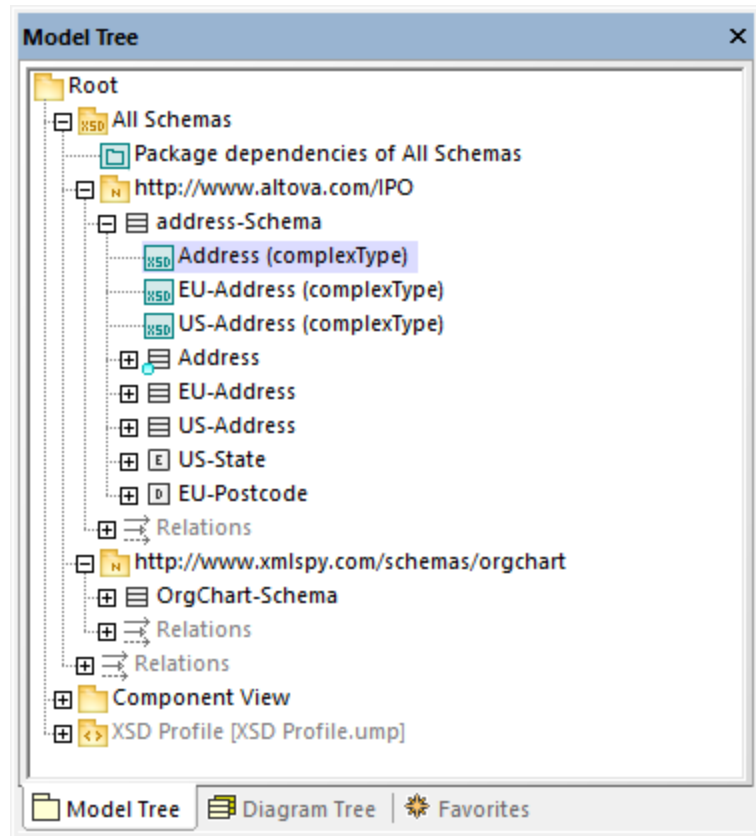 Model Tree
Root
All Schemas
Package dependencies of All Schemas
http://www.altova.com/IPO
address-Schema
Address (complexType)
EU-Address (complexType)
US-Address (complexType)
Address
EU-Address
US-Address
US-State
EU-Postcode
Relations
http://www.xmlspy.com/schemas/orgchart
OrgChart-Schema
Relations
Relations
Component View
XSD Profile [XSD Profile.ump]
Model Tree Diagram Tree Favorites